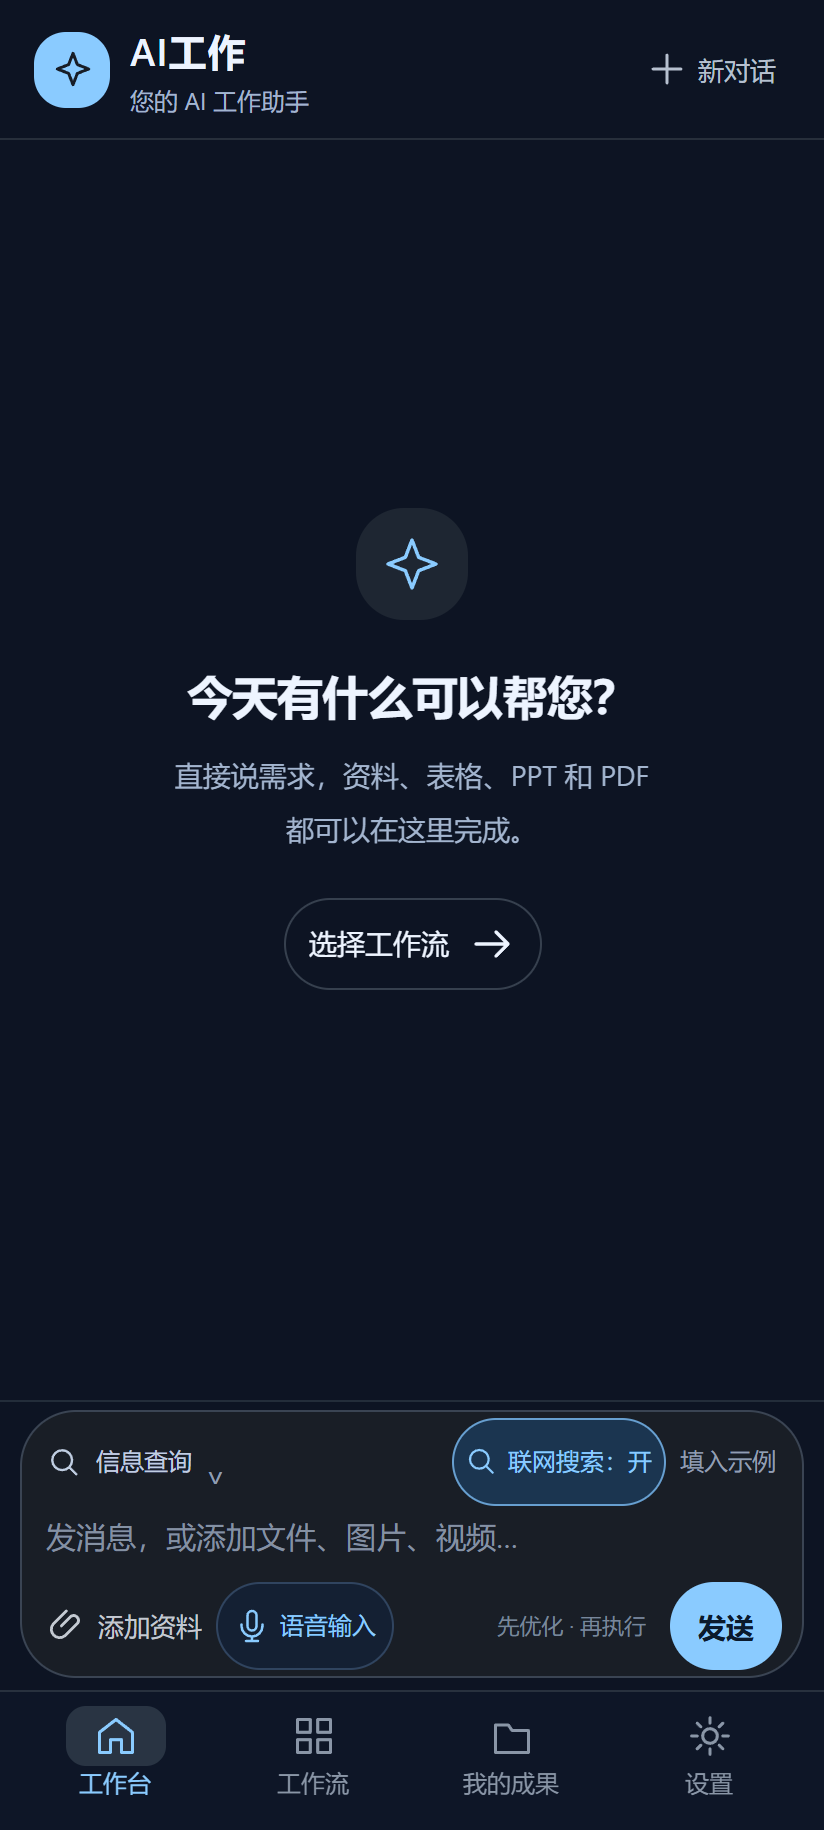 AI工作
您的 AI 工作助手
新对话
今天有什么可以帮您?
直接说需求，资料、表格、PPT 和 PDF
都可以在这里完成。
选择工作流
信息查询
联网搜索：开
填入示例
发消息，或添加文件、图片、视频...
添加资料
语音输入
先优化 · 再执行
发送
工作台
工作流
我的成果
设置